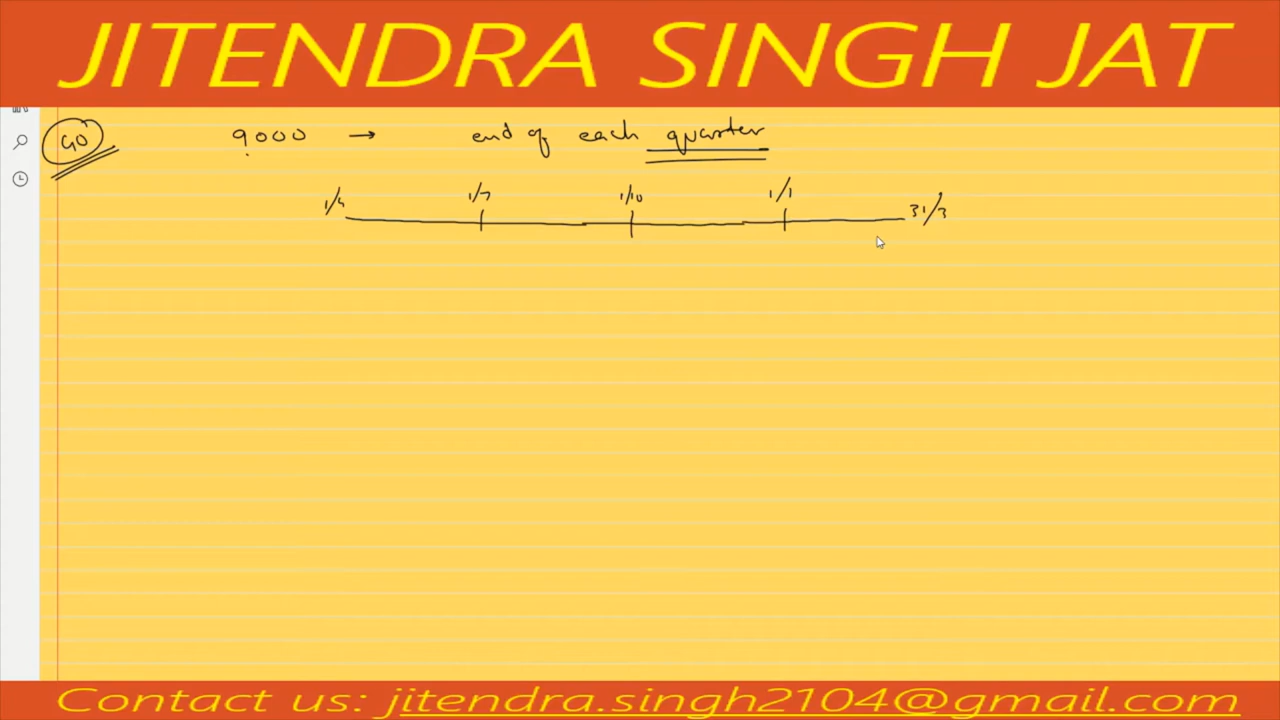 JITENDRA SINGH JAT
40 9000 → end of each quarter
1/4 1/7 1/10 1/1 31/3
Contact us: jitendra.singh2104@gmail.com